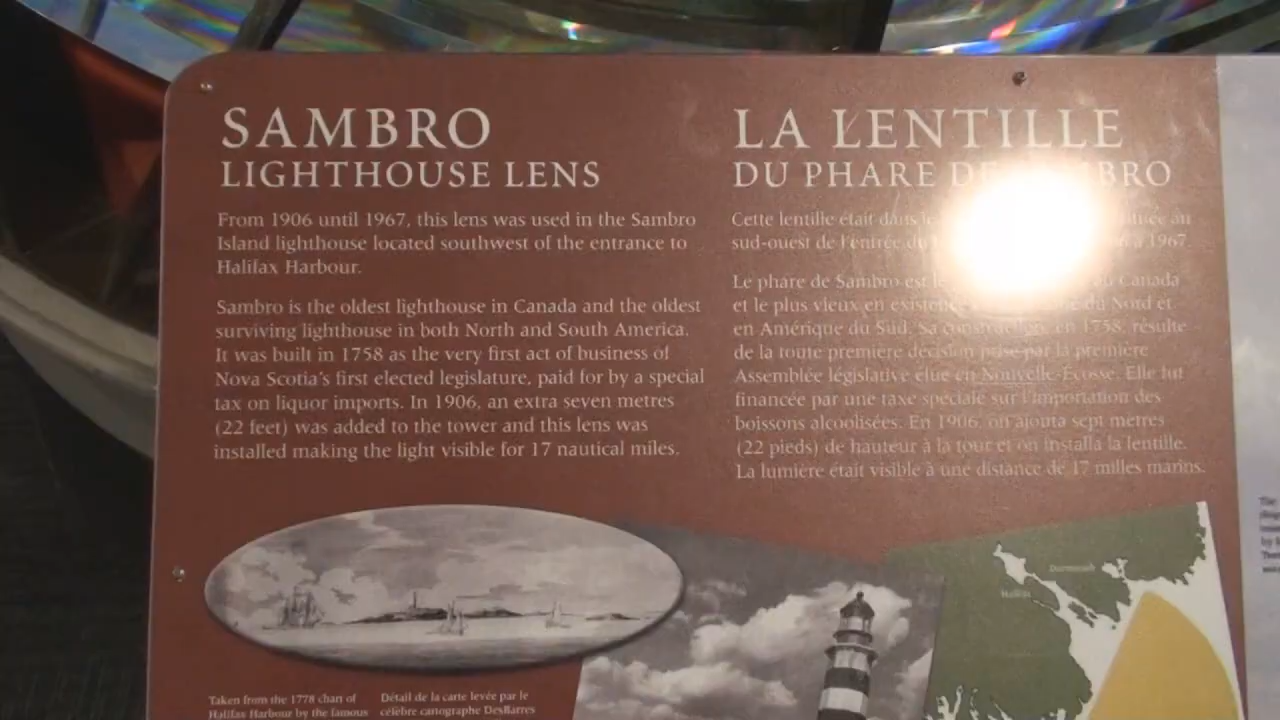 SAMBRO
LIGHTHOUSE LENS
From 1906 until 1967, this lens was used in the Sambro
Island lighthouse located southwest of the entrance to
Halifax Harbour.
Sambro is the oldest lighthouse in Canada and the oldest
surviving lighthouse in both North and South America.
It was built in 1758 as the very first act of business of
Nova Scotia's first elected legislature, paid for by a special
tax on liquor imports. In 1906, an extra seven metres
(22 feet) was added to the tower and this lens was
installed making the light visible for 17 nautical miles.
LA LENTILLE
DU PHARE DE SAMBRO
Cette lentille était dans
sud-ouest de l'entrée du 1967.
Le phare de Sambro est le Canada
et le plus vieux en existence du Nord et
en Amérique du Sud. Sa construction, en 1758, résulte
de la toute première décision prise par la première
Assemblée législative élue en Nouvelle-Écosse. Elle fut
financée par une taxe spéciale sur l'importation des
boissons alcoolisées. En 1906, on ajouta sept mètres
(22 pieds) de hauteur à la tour et on installa la lentille.
La lumière était visible à une distance de 17 milles marins.
Dartmouth
Halifax
Taken from the 1778 chart of
Halifax Harbour by the famous
Détail de la carte levée par le
célèbre cartographe DesBarres